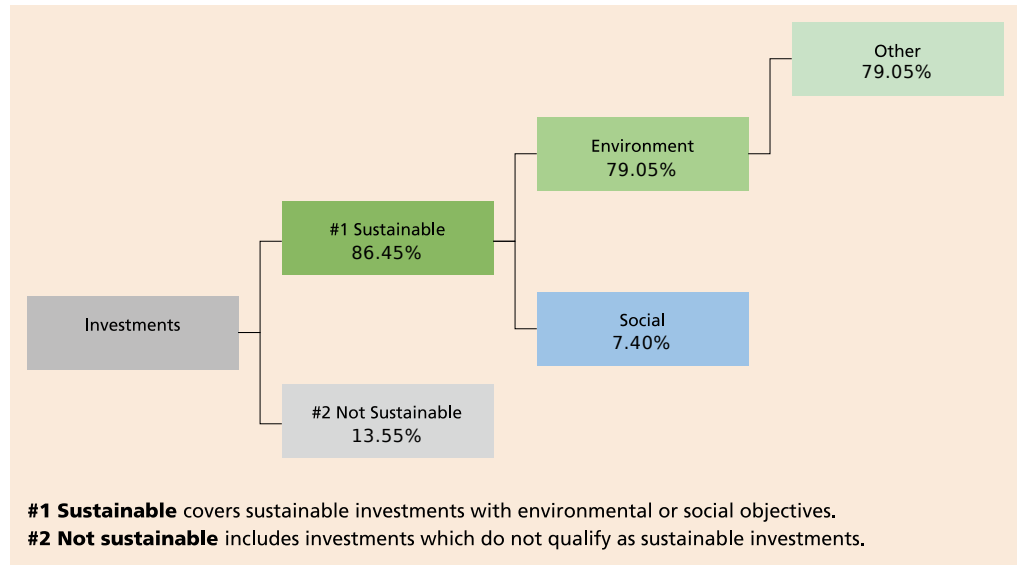 Other
79.05%
Environment
79.05%
#1 Sustainable
86.45%
Investments
Social
7.40%
#2 Not Sustainable
13.55%
#1 Sustainable covers sustainable investments with environmental or social objectives.
#2 Not sustainable includes investments which do not qualify as sustainable investments.